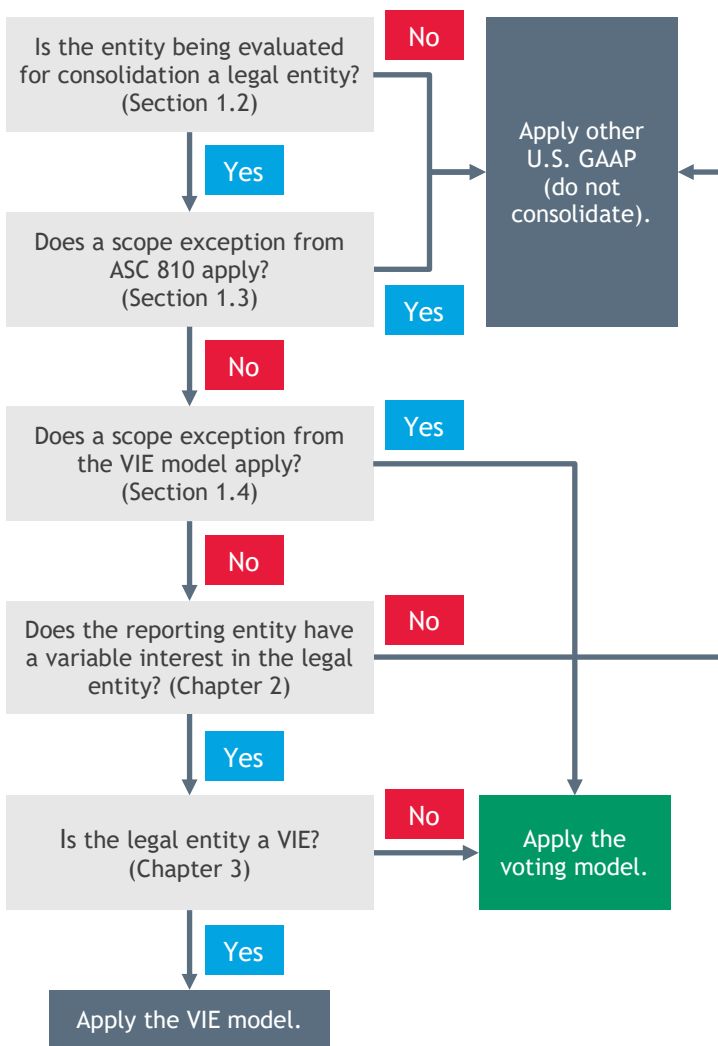 Is the entity being evaluated
for consolidation a legal entity?
(Section 1.2)
No
Apply other
U.S. GAAP
(do not
consolidate).
Yes
Does a scope exception from
ASC 810 apply?
(Section 1.3)
Yes
No
Does a scope exception from
the VIE model apply?
(Section 1.4)
Yes
No
Does the reporting entity have
a variable interest in the legal
entity? (Chapter 2)
No
Yes
Is the legal entity a VIE?
(Chapter 3)
No
Apply the
voting model.
Yes
Apply the VIE model.